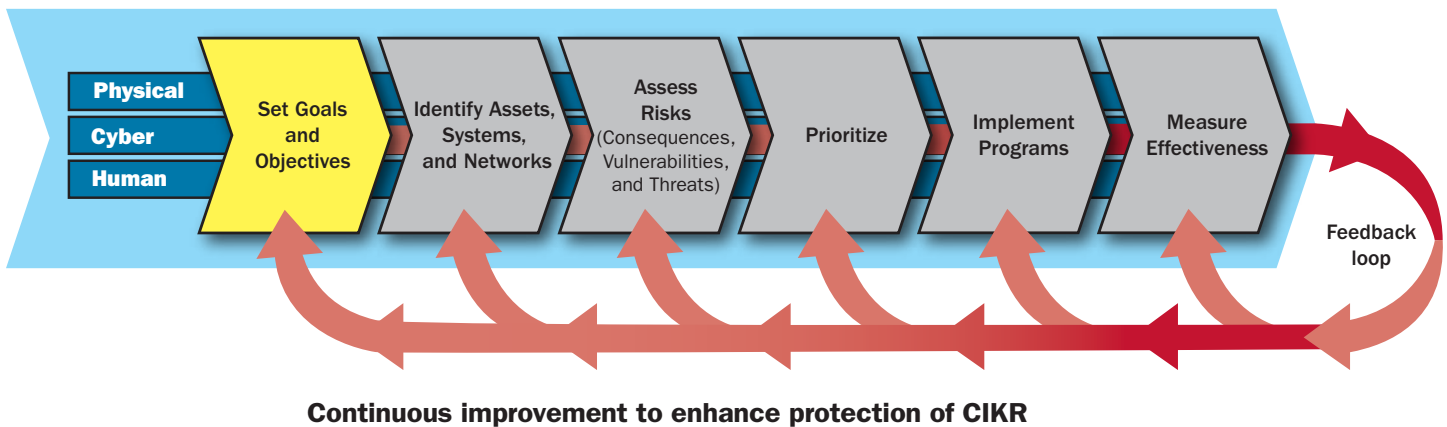 Physical
Cyber
Human
Set Goals
and
Objectives
Identify Assets,
Systems,
and Networks
Assess
Risks
(Consequences,
Vulnerabilities,
and Threats)
Prioritize
Implement
Programs
Measure
Effectiveness
Feedback
loop
Continuous improvement to enhance protection of CIKR